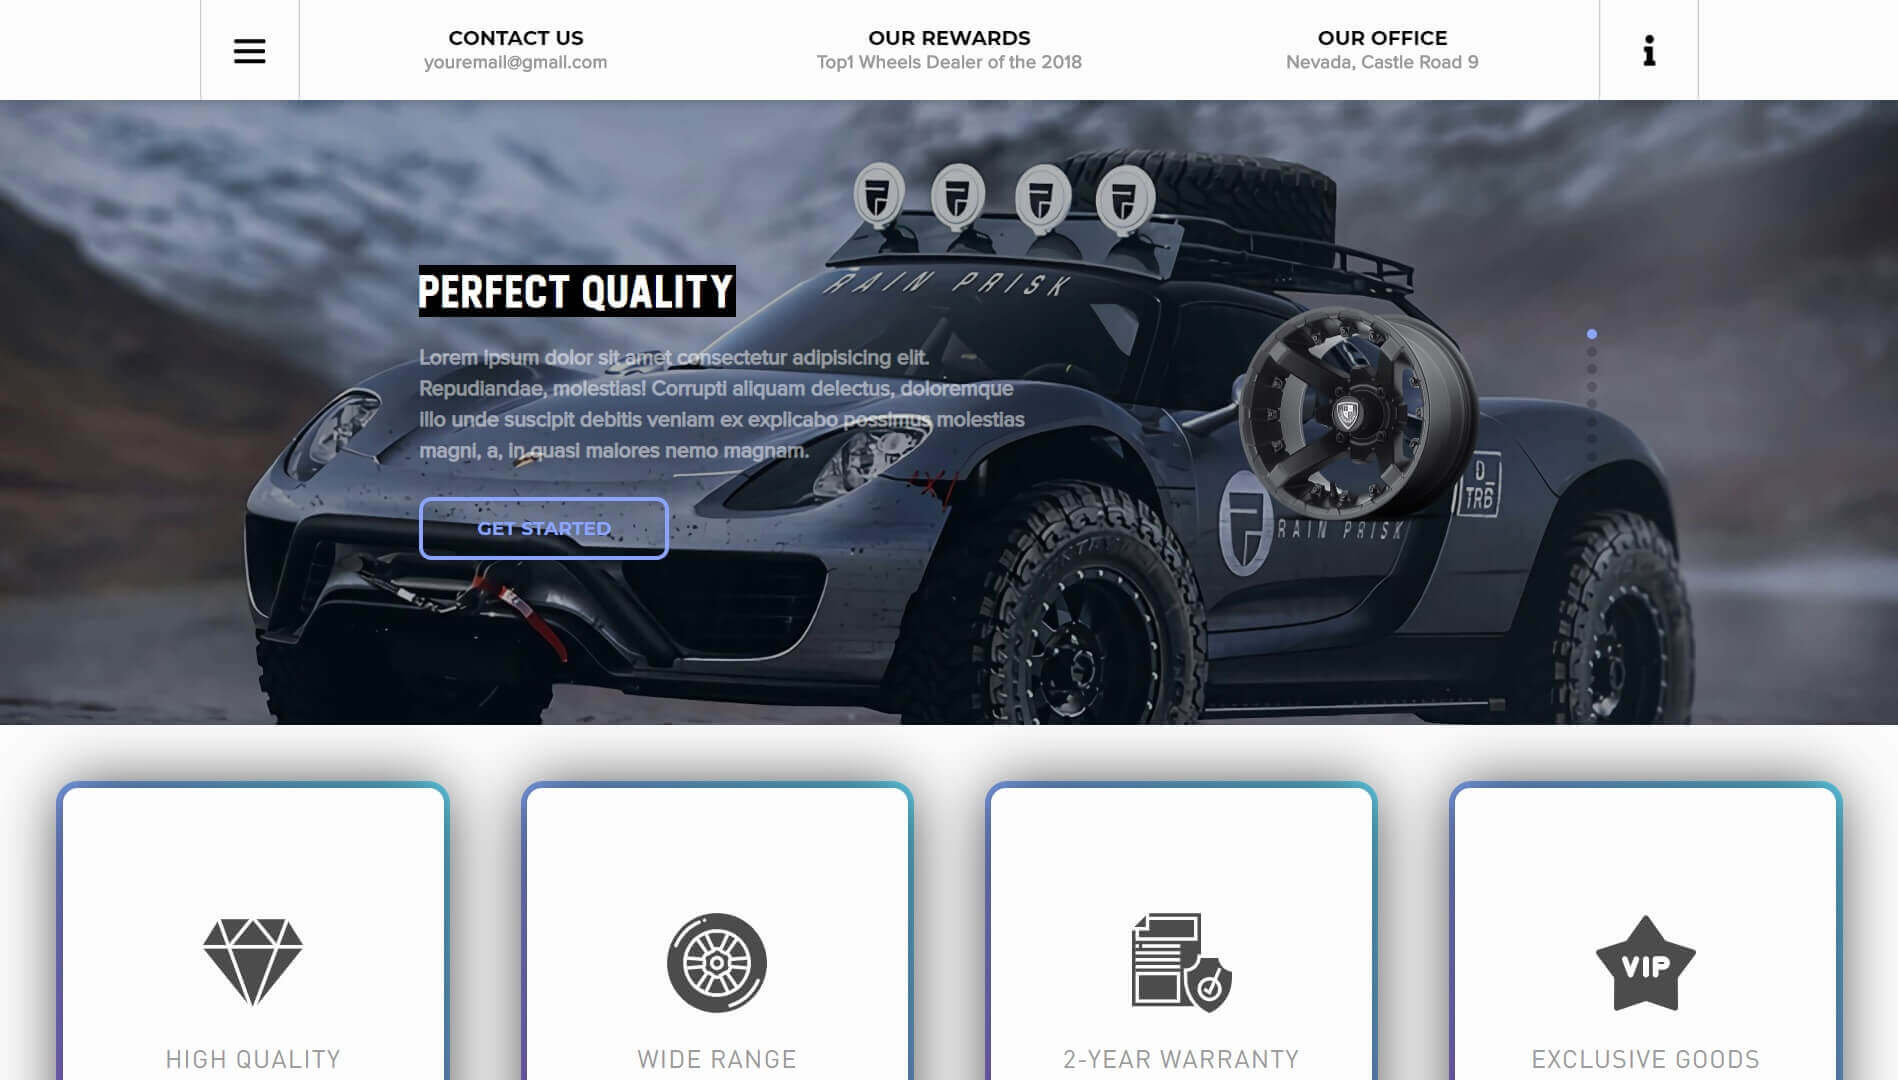 CONTACT US
youremail@gmail.com
OUR REWARDS
Top1 Wheels Dealer of the 2018
OUR OFFICE
Nevada, Castle Road 9
RAIN PRISK
PERFECT QUALITY
Lorem ipsum dolor sit amet consectetur adipisicing elit.
Repudiandae, molestias! Corrupti aliquam delectus, doloremque
illo unde suscipit debitis veniam ex explicabo possimus molestias
magni, a, in quasi maiores nemo magnam.
GET STARTED
D_
TRB
RAIN PRISK
VIP
HIGH QUALITY
WIDE RANGE
2-YEAR WARRANTY
EXCLUSIVE GOODS